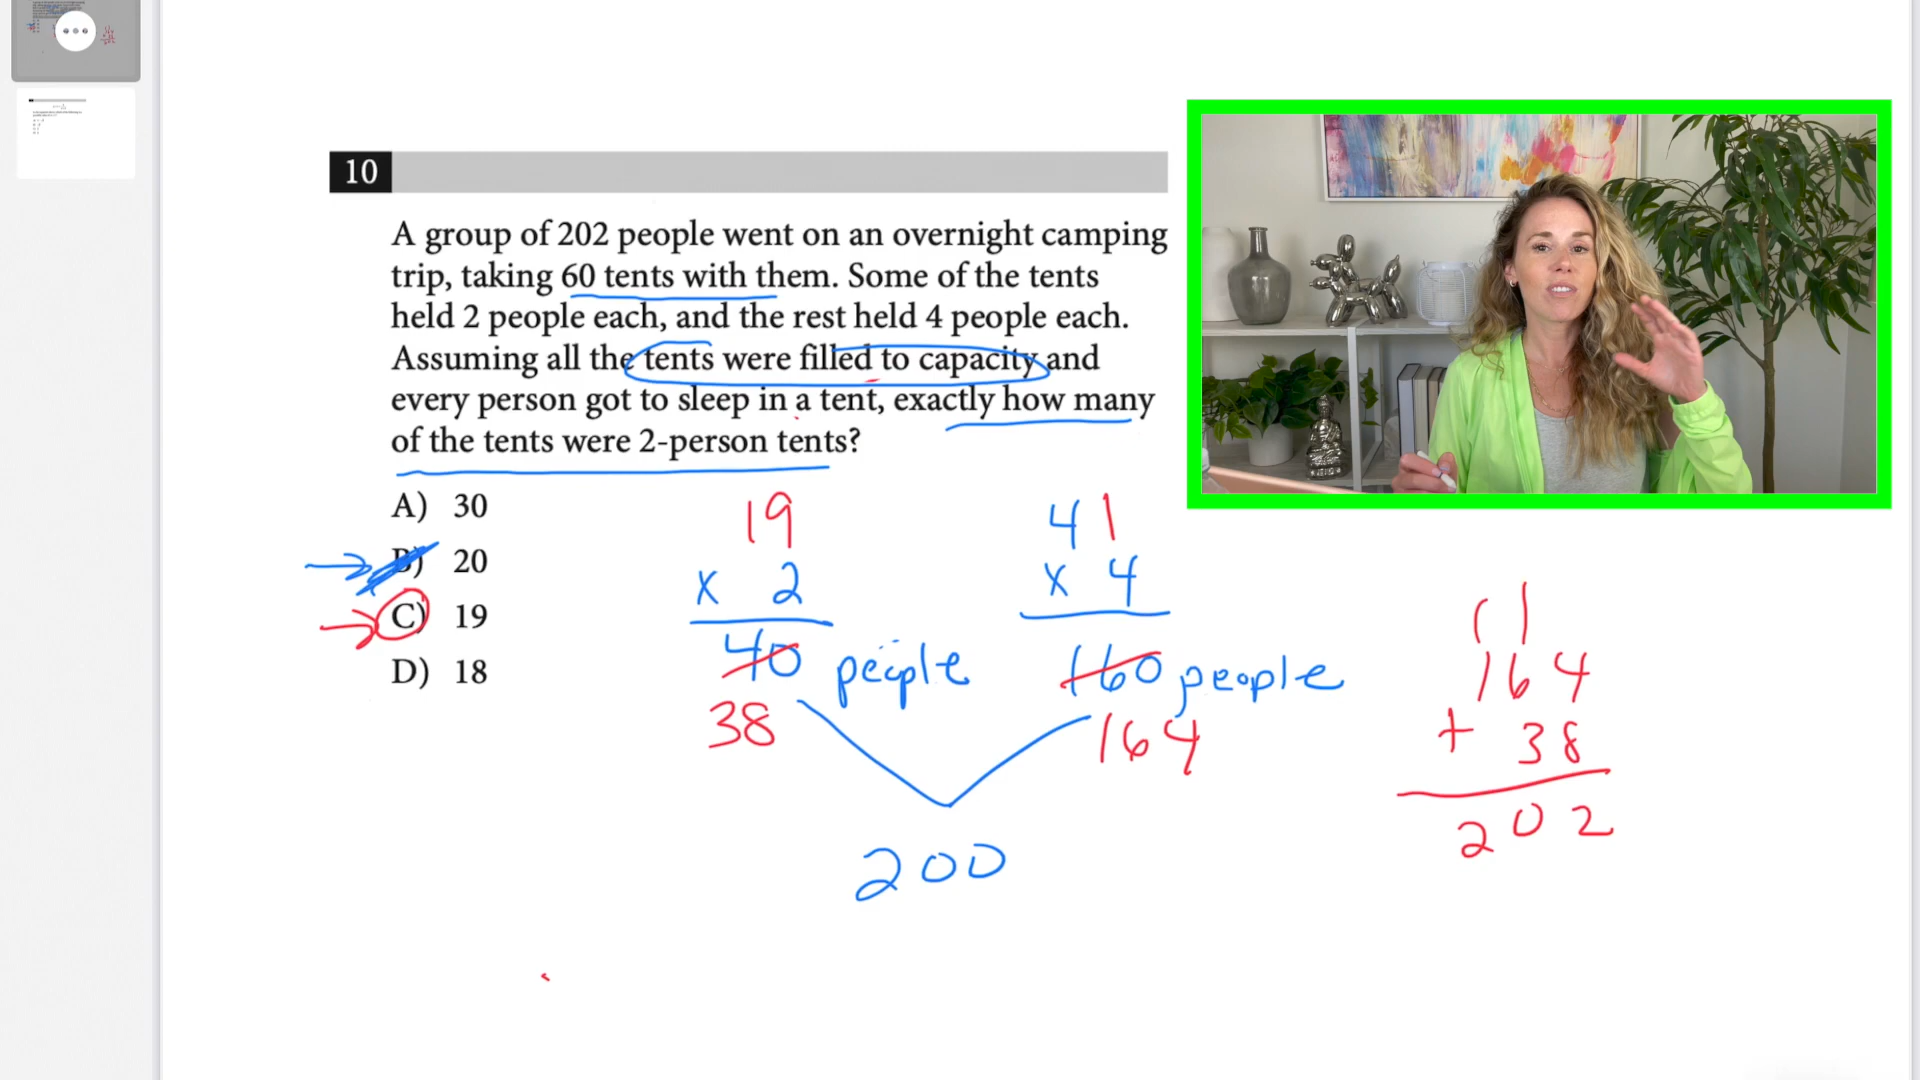 10
A group of 202 people went on an overnight camping
trip, taking 60 tents with them. Some of the tents
held 2 people each, and the rest held 4 people each.
Assuming all the tents were filled to capacity and
every person got to sleep in a tent, exactly how many
of the tents were 2-person tents?
A) 30
B) 20
C) 19
D) 18
19
x 2
40 people
38
41
x 4
160 people
164
200
1 1
164
+ 38
202